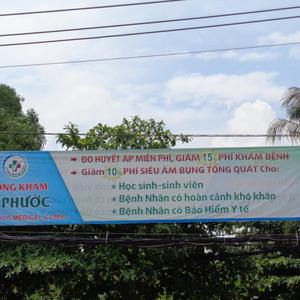 ➔ ĐO HUYẾT ÁP MIỄN PHÍ, GIẢM 15% PHÍ KHÁM BỆNH
➔ Giảm 10% PHÍ SIÊU ÂM BỤNG TỔNG QUÁT Cho:
• Học sinh-sinh viên
• Bệnh Nhân có hoàn cảnh khó khăn
• Bệnh Nhân có Bảo Hiểm Y tế
KHÁM
PHƯỚC
MEDICAL